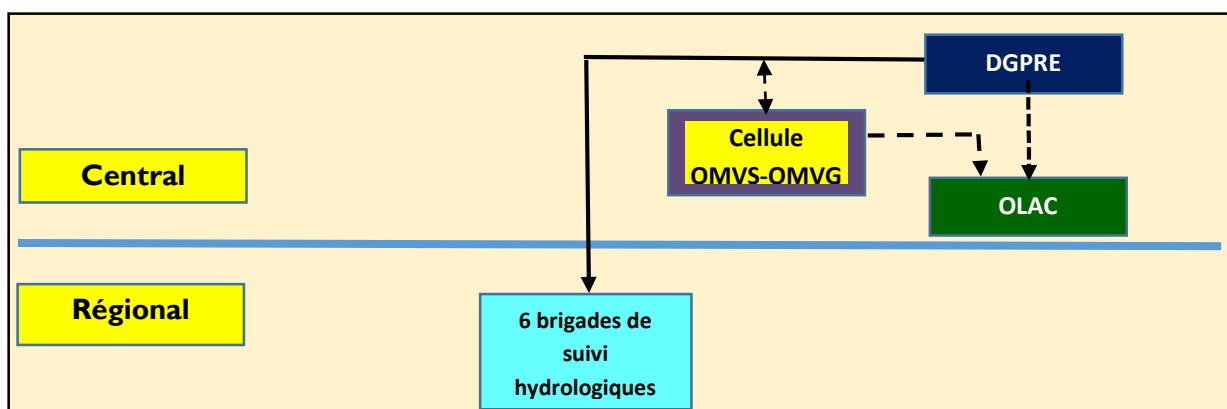 DGPRE
Cellule
OMVS-OMVG
Central
OLAC
Régional
6 brigades de
suivi
hydrologiques